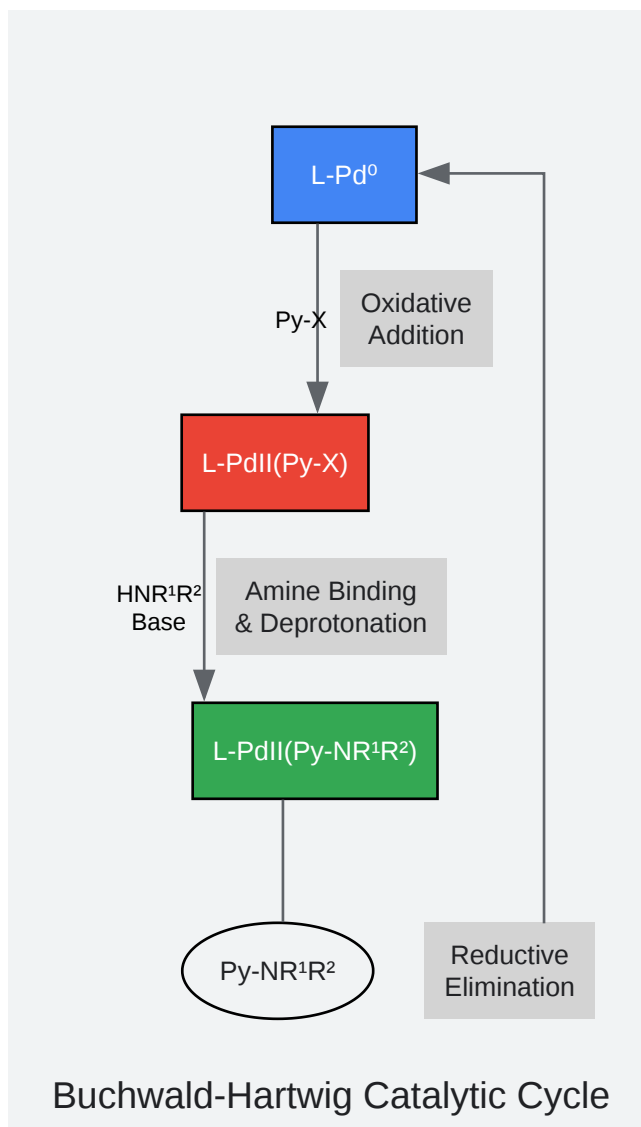 L-Pd⁰
Py-X
Oxidative
Addition
L-PdII(Py-X)
HNR¹R²
Base
Amine Binding
& Deprotonation
L-PdII(Py-NR¹R²)
Py-NR¹R²
Reductive
Elimination
Buchwald-Hartwig Catalytic Cycle